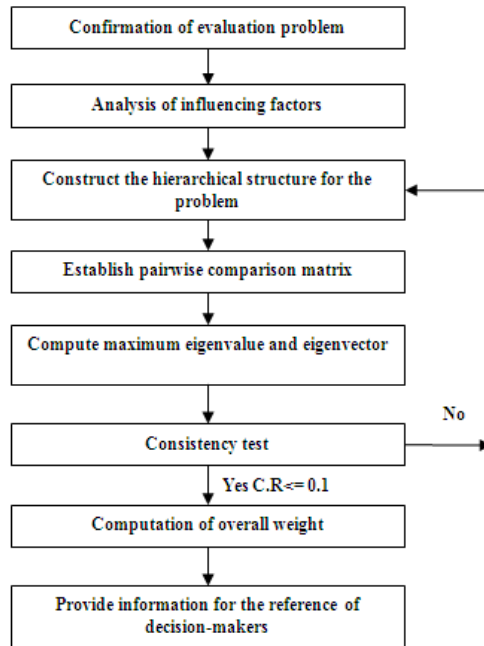 Confirmation of evaluation problem
Analysis of influencing factors
Construct the hierarchical structure for the
problem
Establish pairwise comparison matrix
Compute maximum eigenvalue and eigenvector
No
Consistency test
Yes C.R<= 0.1
Computation of overall weight
Provide information for the reference of
decision-makers